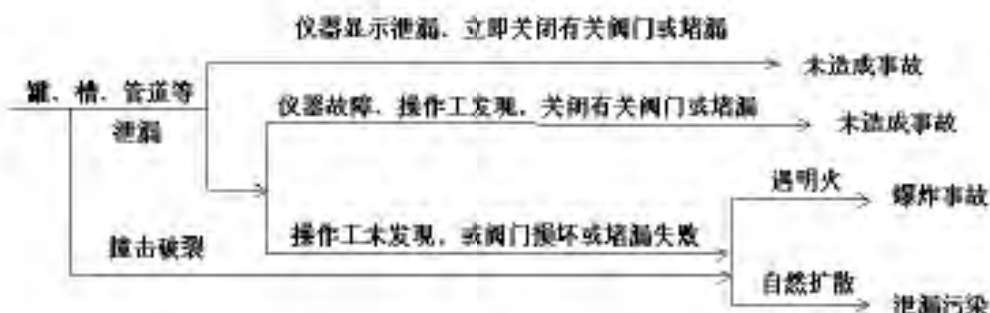 仪器显示泄漏、立即关闭有关阀门或堵漏
未造成事故
罐、槽、管道等
泄漏
仪器故障、操作工发现，关闭有关阀门或堵漏
未造成事故
遇明火
爆炸事故
撞击破裂
操作工未发现，或阀门损坏或堵漏失败
自然扩散
泄漏污染